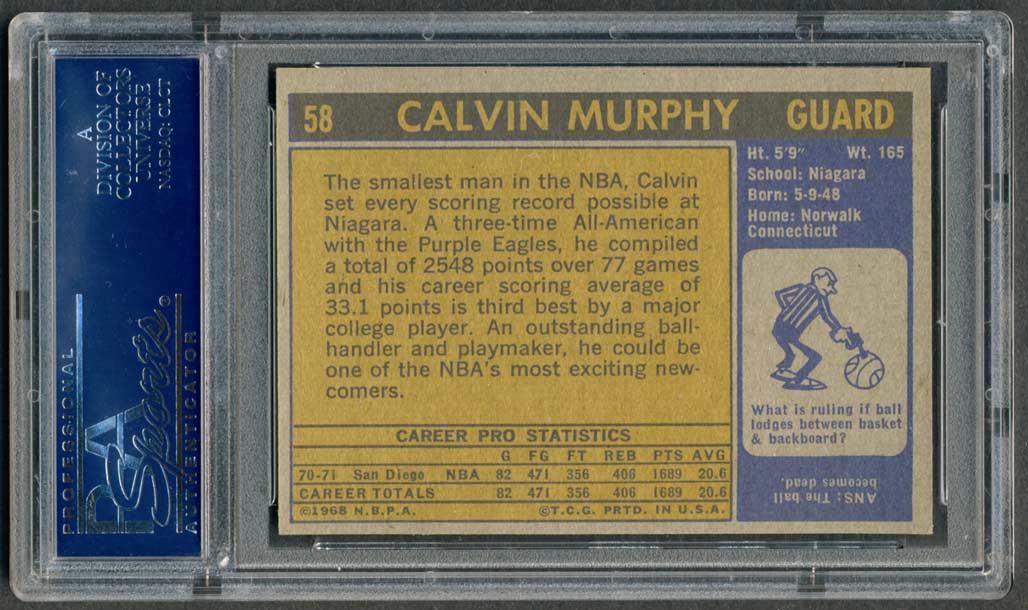 A
DIVISION OF
COLLECTORS
UNIVERSE
NASDAQ: CLCT
PROFESSIONAL
PSA
Sports®
AUTHENTICATOR
58 CALVIN MURPHY GUARD
The smallest man in the NBA, Calvin
set every scoring record possible at
Niagara. A three-time All-American
with the Purple Eagles, he compiled
a total of 2548 points over 77 games
and his career scoring average of
33.1 points is third best by a major
college player. An outstanding ball-
handler and playmaker, he could be
one of the NBA's most exciting new-
comers.
CAREER PRO STATISTICS
G FG FT REB PTS AVG
70-71 San Diego NBA 82 471 356 406 1689 20.6
CAREER TOTALS 82 471 356 406 1689 20.6
©1968 N.B.P.A. ©T.C.G. PRTD. IN U.S.A.
Ht. 5'9" Wt. 165
School: Niagara
Born: 5-9-48
Home: Norwalk
Connecticut
What is ruling if ball
lodges between basket
& backboard?
ANS: The ball
becomes dead.